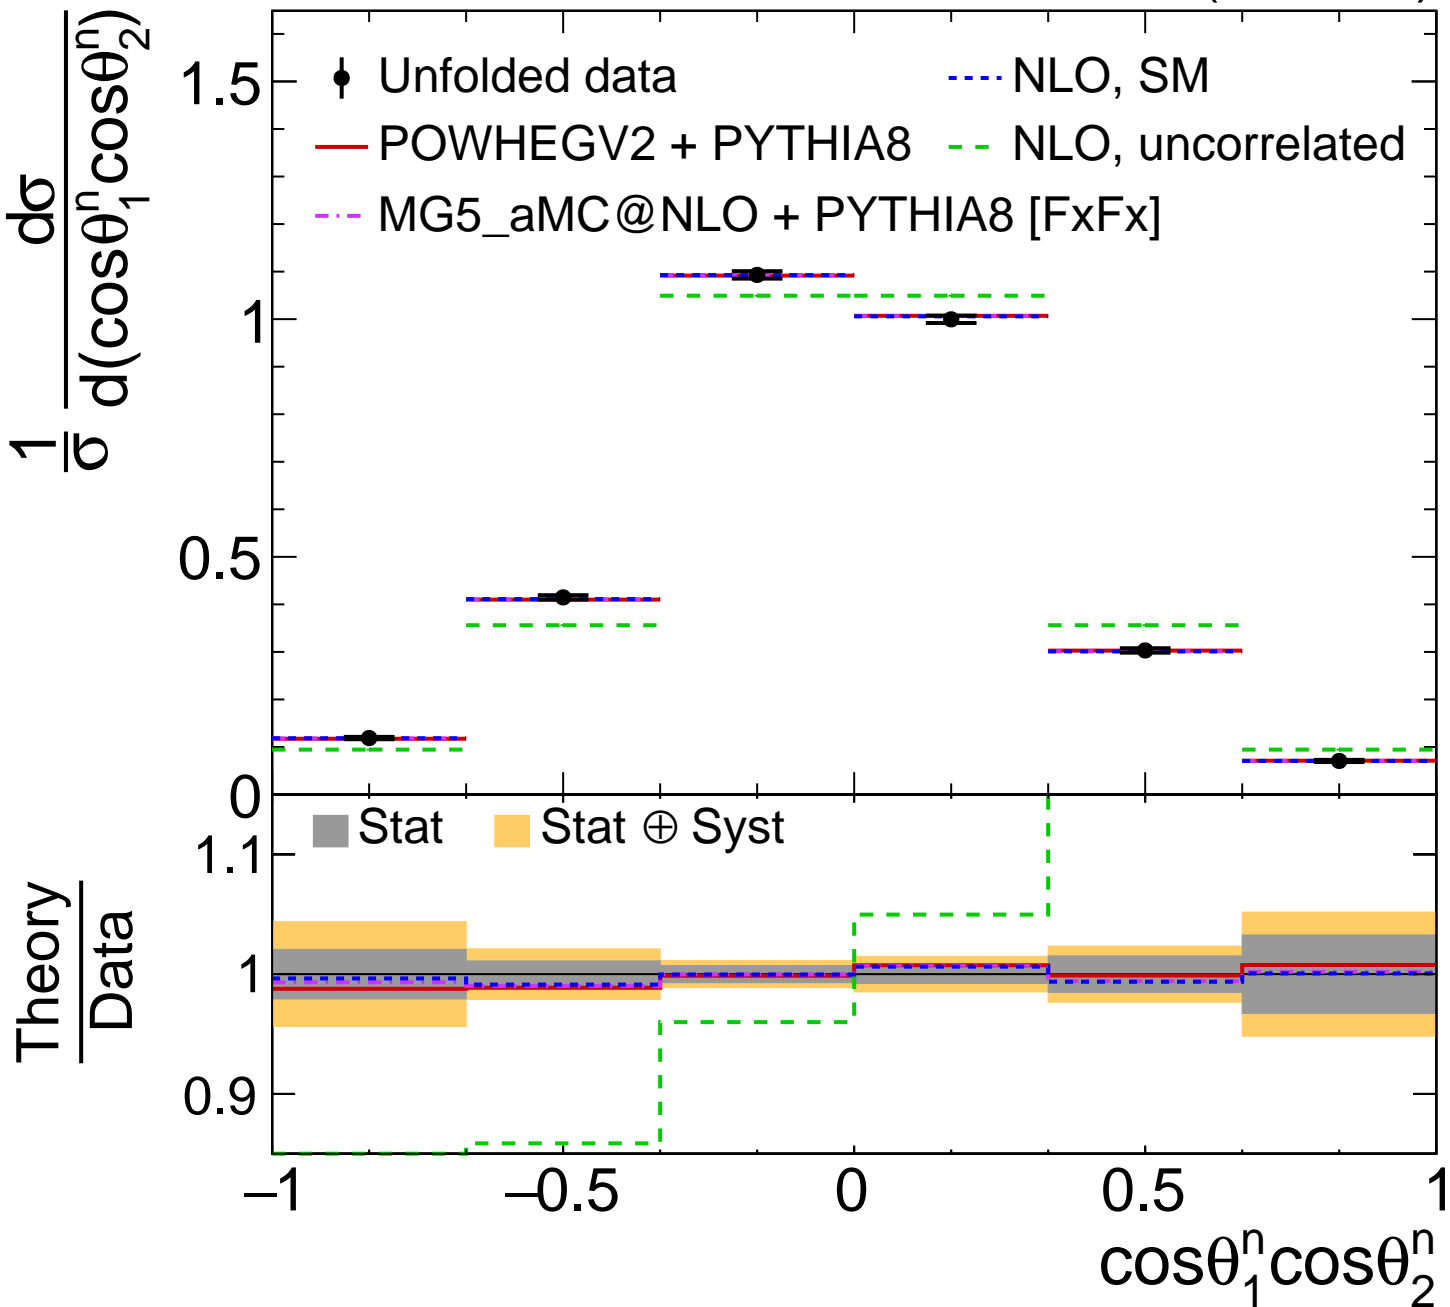 1/σ dσ/d(cosθ₁ⁿcosθ₂ⁿ)
1.5
1
0.5
0
Unfolded data
NLO, SM
POWHEGV2 + PYTHIA8
NLO, uncorrelated
MG5_aMC@NLO + PYTHIA8 [FxFx]
Stat
Stat ⊕ Syst
Theory
Data
1.1
1
0.9
–1
–0.5
0
0.5
1
cosθ₁ⁿcosθ₂ⁿ